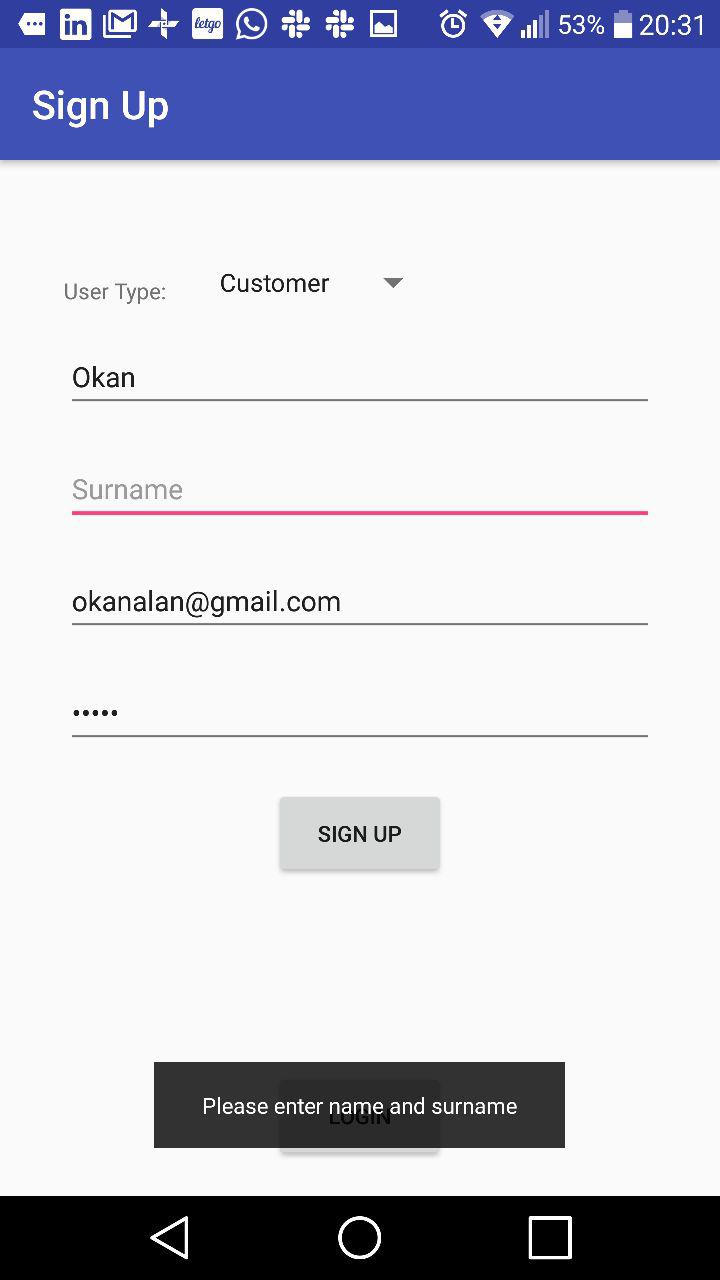 letgo 53% 20:31
Sign Up
User Type: Customer
Okan
Surname
okanalan@gmail.com
•••••
SIGN UP
Please enter name and surname
LOGIN